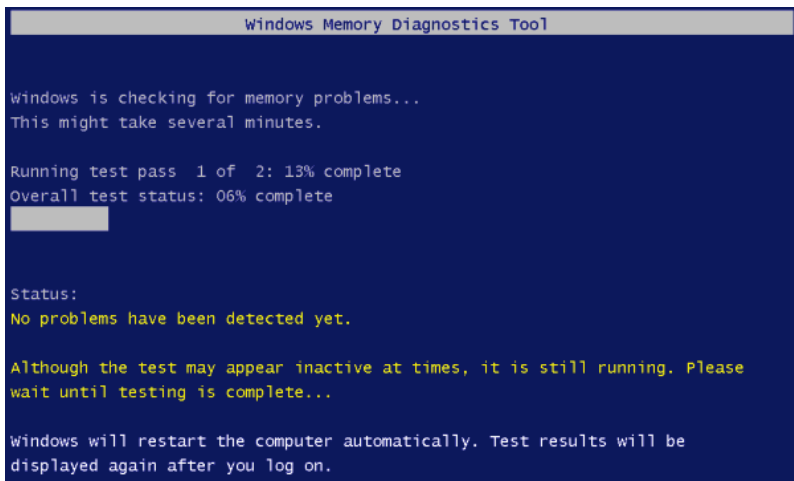 Windows Memory Diagnostics Tool
Windows is checking for memory problems...
This might take several minutes.
Running test pass  1 of  2: 13% complete
Overall test status: 06% complete
Status:
No problems have been detected yet.
Although the test may appear inactive at times, it is still running. Please
wait until testing is complete...
Windows will restart the computer automatically. Test results will be
displayed again after you log on.